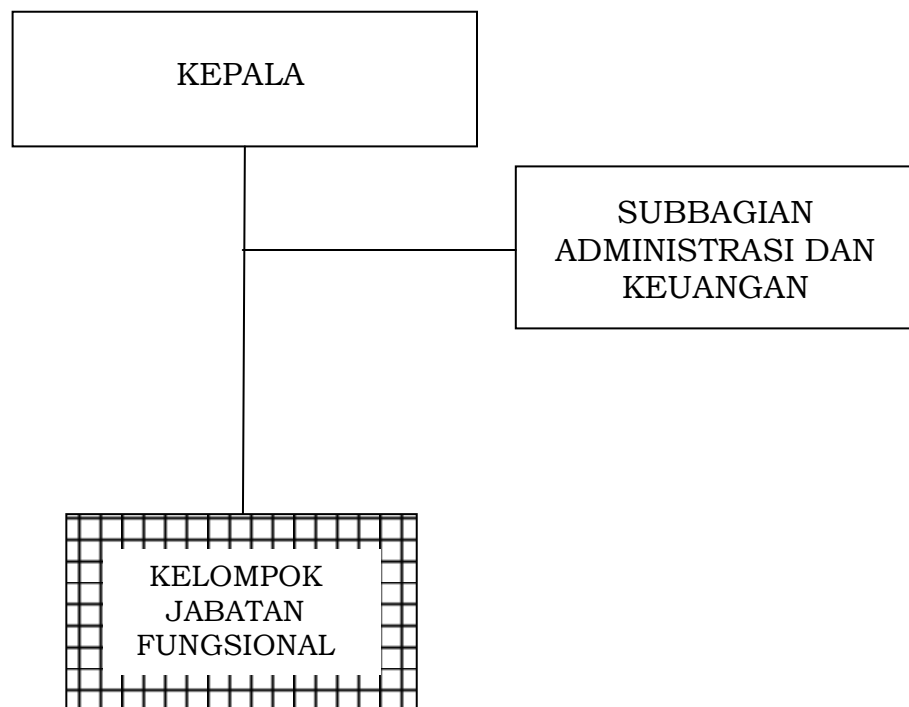 KEPALA
SUBBAGIAN
ADMINISTRASI DAN
KEUANGAN
KELOMPOK
JABATAN
FUNGSIONAL